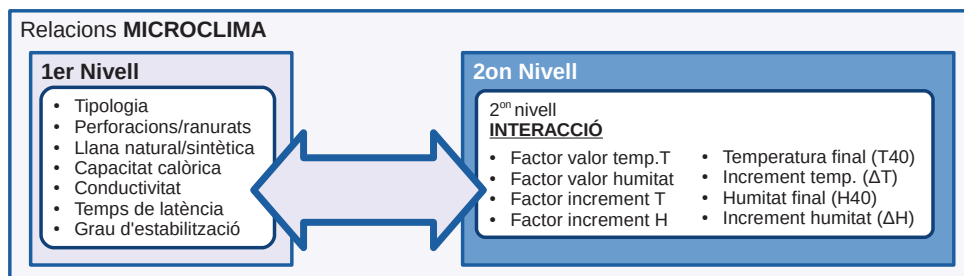 Relacions MICROCLIMA
1er Nivell
• Tipologia
• Perforacions/ranurats
• Llana natural/sintètica
• Capacitat calòrica
• Conductivitat
• Temps de latència
• Grau d'estabilització
2on Nivell
2on nivell
INTERACCIÓ
• Factor valor temp.T
• Factor valor humitat
• Factor increment T
• Factor increment H
• Temperatura final (T40)
• Increment temp. (ΔT)
• Humitat final (H40)
• Increment humitat (ΔH)